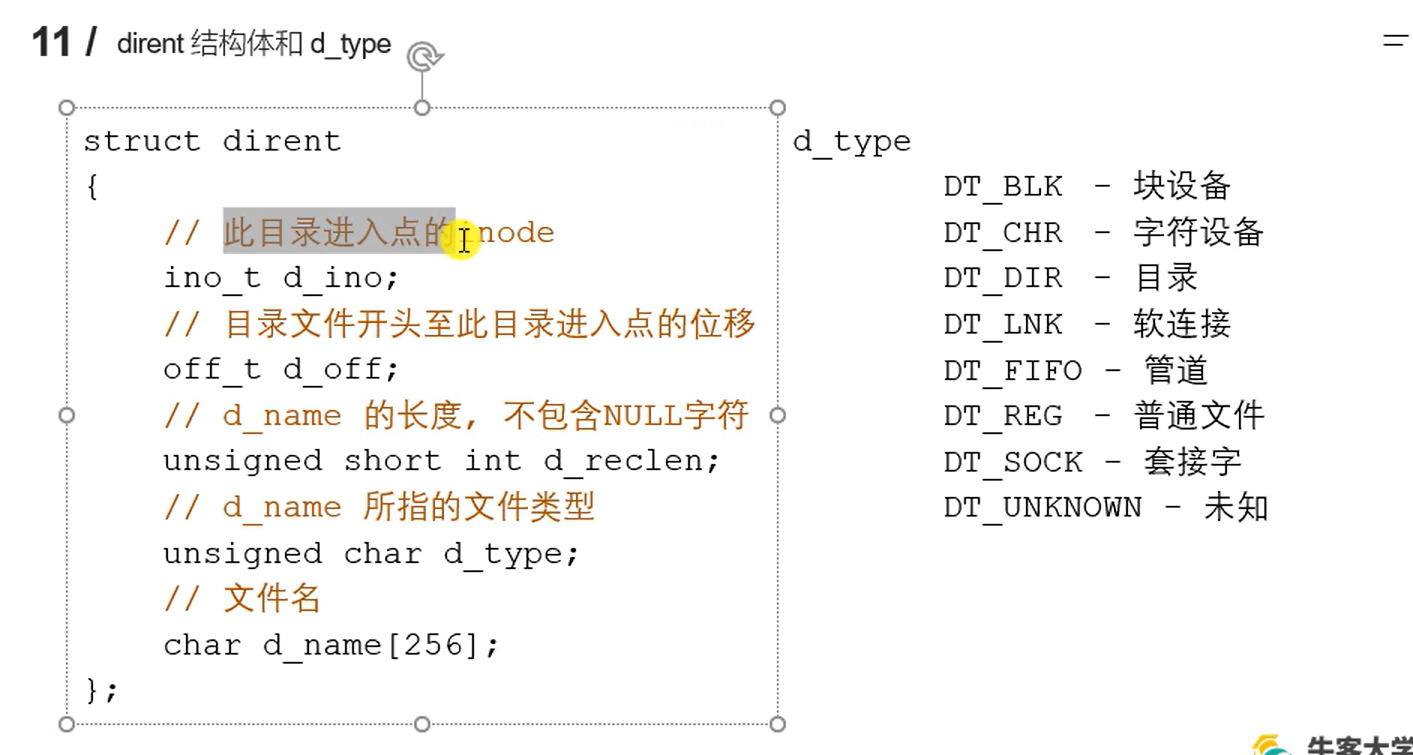 11 / dirent 结构体和 d_type
struct dirent
{
// 此目录进入点的inode
ino_t d_ino;
// 目录文件开头至此目录进入点的位移
off_t d_off;
// d_name 的长度, 不包含NULL字符
unsigned short int d_reclen;
// d_name 所指的文件类型
unsigned char d_type;
// 文件名
char d_name[256];
};
d_type
DT_BLK - 块设备
DT_CHR - 字符设备
DT_DIR - 目录
DT_LNK - 软连接
DT_FIFO - 管道
DT_REG - 普通文件
DT_SOCK - 套接字
DT_UNKNOWN - 未知
牛客大学